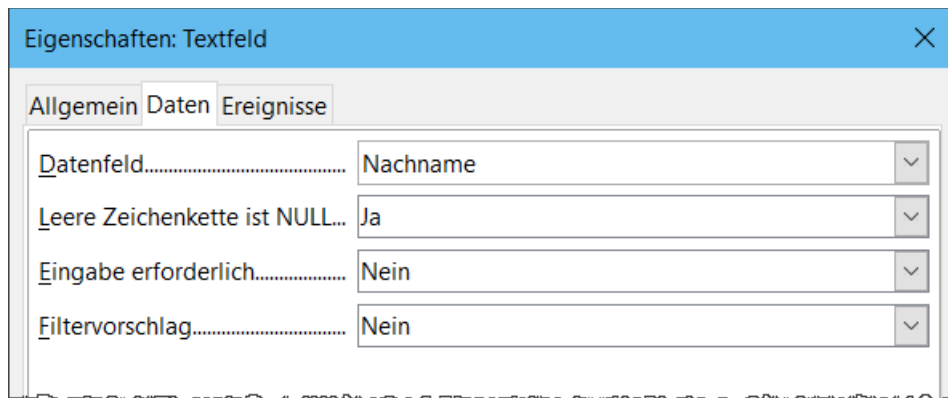 Eigenschaften: Textfeld
Allgemein Daten Ereignisse
Datenfeld............................................ Nachname
Leere Zeichenkette ist NULL... Ja
Eingabe erforderlich................... Nein
Filtervorschlag................................. Nein